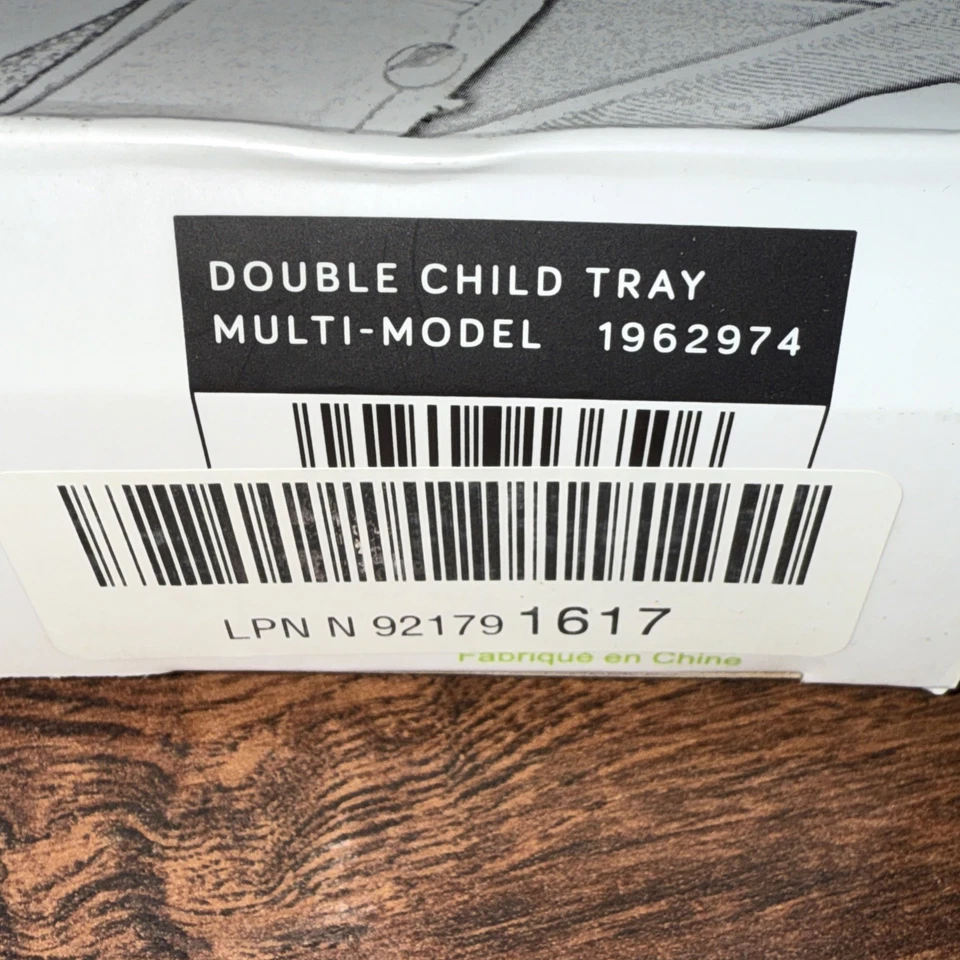 DOUBLE CHILD TRAY
MULTI-MODEL 1962974
LPN N 92179 1617
Fabriqué en Chine